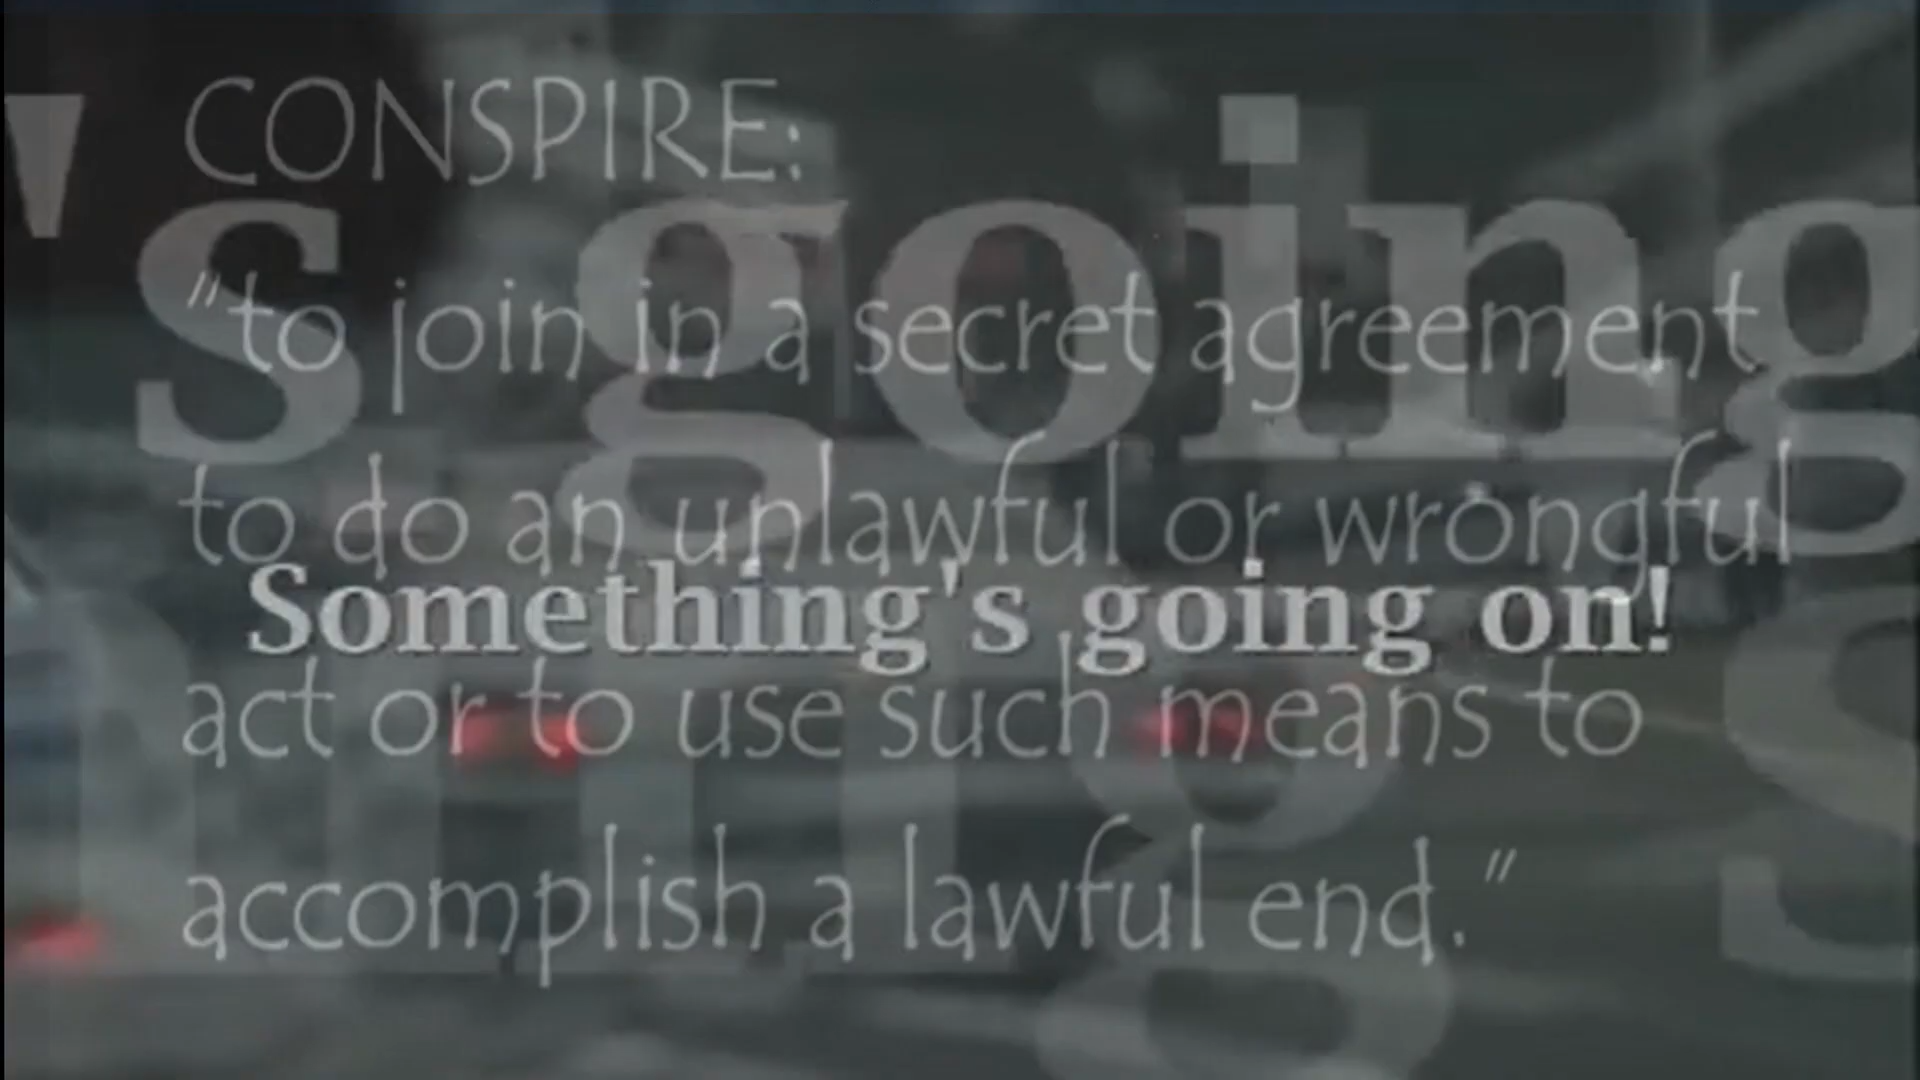 CONSPIRE:
's going
"to join in a secret agreement
to do an unlawful or wrongful
Something's going on!
act or to use such means to
accomplish a lawful end."